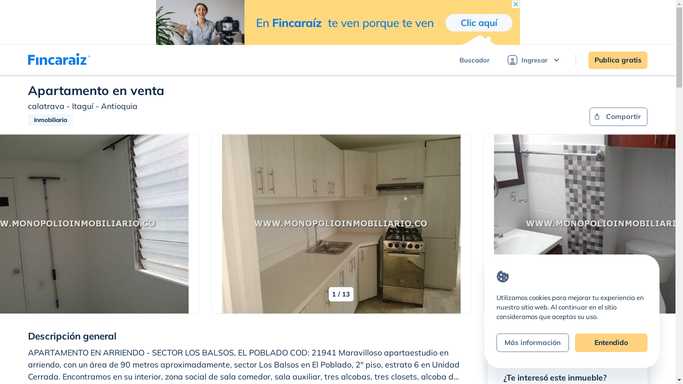 En Fincaraíz te ven porque te ven
Clic aquí
Fincaraíz
Buscador
Ingresar
Publica gratis
Apartamento en venta
calatrava - Itaguí - Antioquia
Inmobiliaria
Compartir
WW.MONOPOLIOINMOBILIARIO.CO
WWW.MONOPOLIOINMOBILIARIO.CO
WWW.MONOPOLIOINMOBILIARI
1 / 13
Utilizamos cookies para mejorar tu experiencia en
nuestro sitio web. Al continuar en el sitio
consideramos que aceptas su uso.
Más información
Entendido
Descripción general
APARTAMENTO EN ARRIENDO - SECTOR LOS BALSOS, EL POBLADO COD: 21941 Maravilloso apartaestudio en
arriendo, con un área de 90 metros aproximadamente, sector Los Balsos en El Poblado, 2° piso, estrato 6 en Unidad
Cerrada. Encontramos en su interior, zona social de sala comedor, sala auxiliar, tres alcobas, tres closets, alcoba d...
¿Te interesó este inmueble?